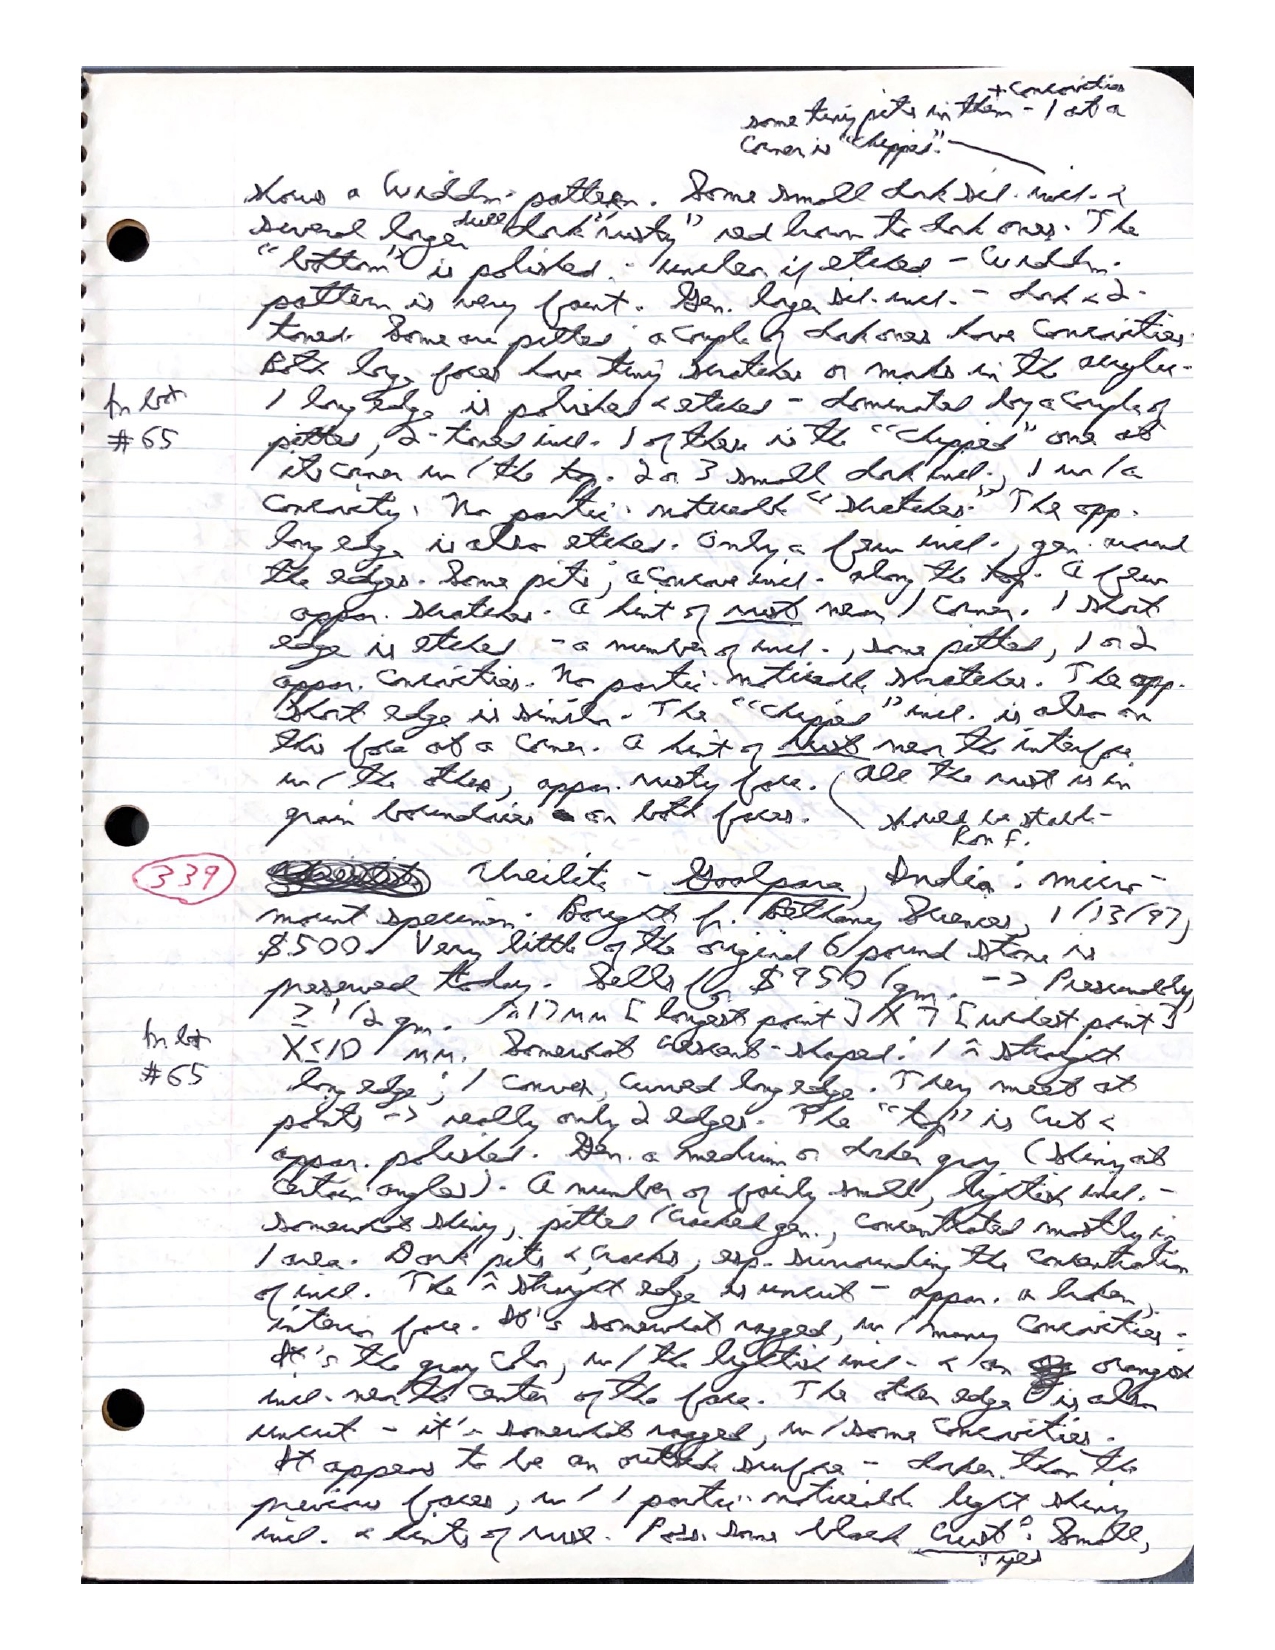 + concavities
some tiny pits in them - 1 at a
corner is "chipped".
shows a Widdm. pattern. Some small dark sil. incl. &
several larger dull dark "rusty" red brown to dark ones. The
"bottom" is polished - unclear if etched - Widdm.
pattern is very faint. Gen. larger sil. incl. - dark & 2-
toned. Some are pitted; a couple of dark ones have concavities.
Both large faces have tiny scratches or marks in the acrylic.
In lot
#65
1 long edge is polished & etched - dominated by a couple of
pitted, 2-toned incl. 1 of these is the "chipped" one at
its corner w/ the top. 2 or 3 small dark incl., 1 w/ a
concavity. No partic. noticeable "scratches." The opp.
long edge is also etched. Only a few incl., gen. around
the edges. Some pits; a concave incl. along the top. A few
appar. scratches. A hint of rust near 1 corner. 1 short
edge is etched - a number of incl., some pitted, 1 or 2
appar. concavities. No partic. noticeable scratches. The opp.
short edge is similar. The "chipped" incl. is also on
this face at a corner. A hint of rust near the interface
w/ the other, appar. rusty face. (All the rust is in
grain boundaries on both faces. should be stable -
Ron F.
339 Ureilite - Goalpara, India: micro-
mount specimen. Bought fr. Bethany Sciences, 1/13/97,
$500. Very little of the original 6 pound stone is
preserved today. Sells for $950/gm. -> Presumably
≥ 1/2 gm. ≈17mm [longest point] X 7 [widest point]
In lot
#65
X≤10 mm. Somewhat crescent-shaped: 1 ≈ straight
long edge; 1 convex, curved long edge. They meet at
points -> really only 2 edges. The "top" is cut &
appar. polished. Gen. a medium or darker gray (shiny at
certain angles). A number of fairly small, lightish incl. -
somewhat shiny, pitted/cracked gen., concentrated mostly in
1 area. Dark pits & cracks, esp. surrounding the concentration
of incl. The ≈ straight edge is uncut - appar. a broken,
interior face. It's somewhat ragged, w/ many concavities.
It's the gray color, w/ the lightish incl. & an orangish
incl. near the center of the face. The other edge is also
uncut - it's somewhat ragged, w/ some concavities.
It appears to be an outside surface - darker than the
previous faces, w/ 1 partic. noticeable light shiny
incl. & hints of rust. Poss. some black crust: Small,
: yes